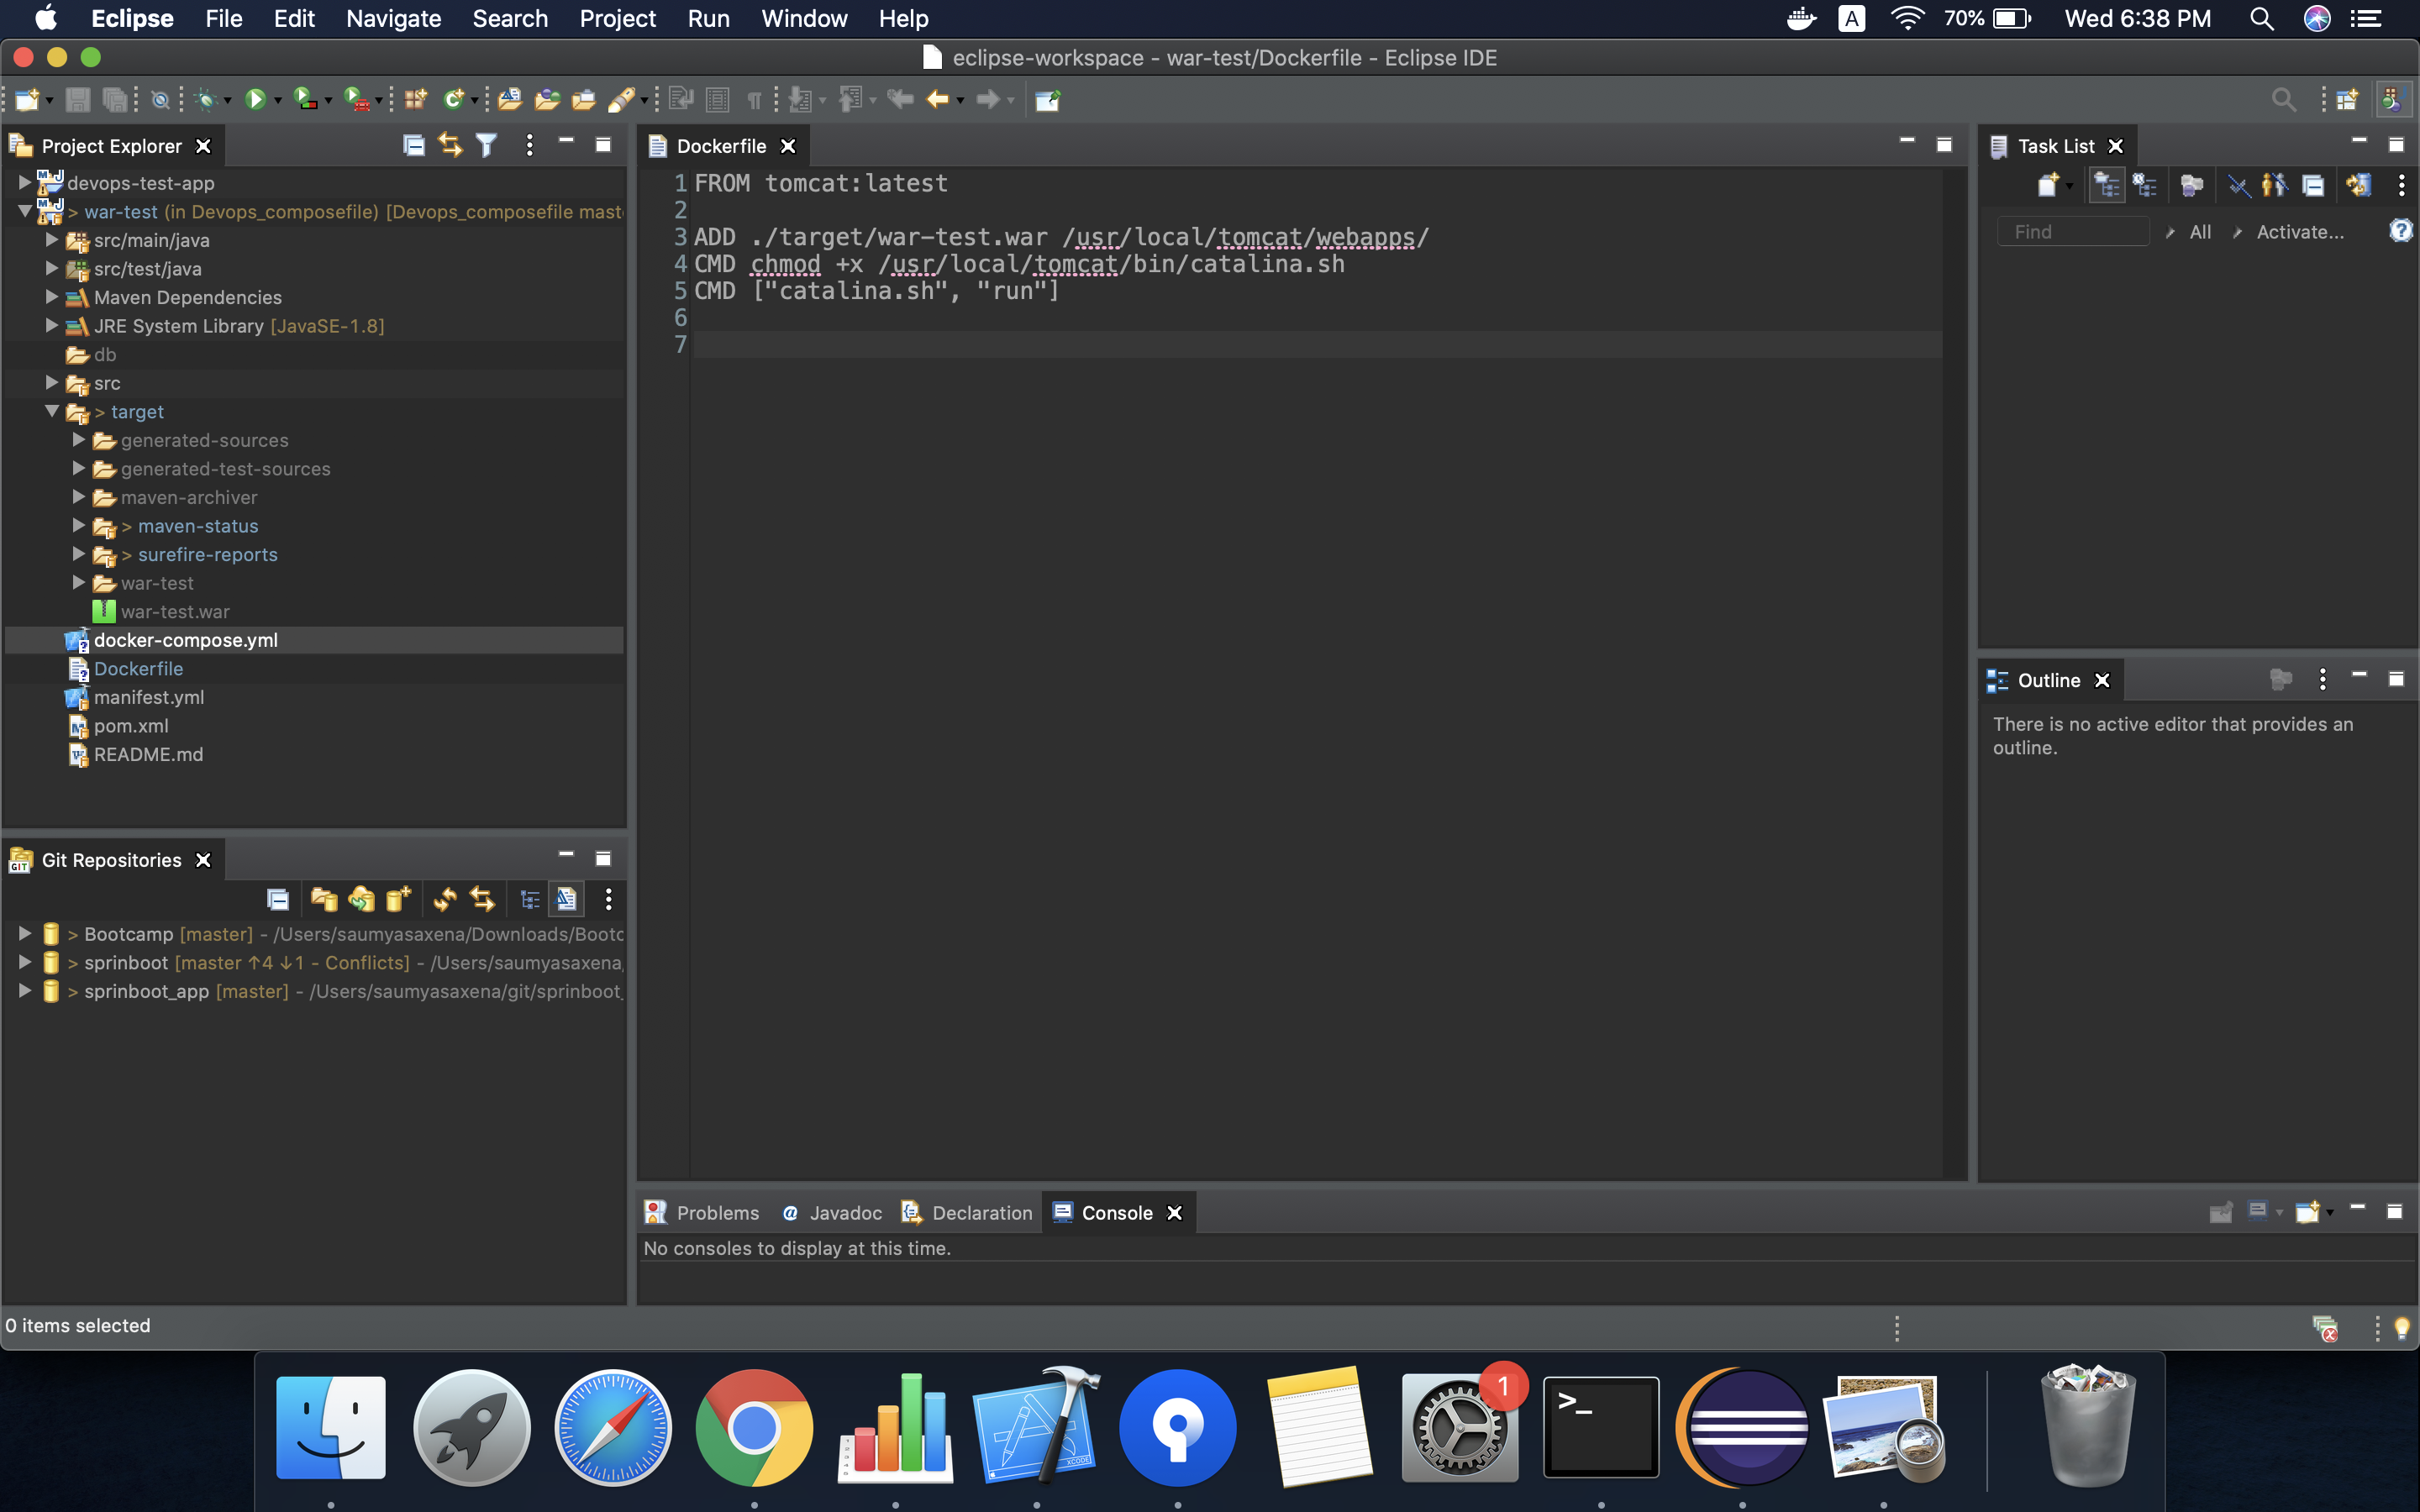 Eclipse File Edit Navigate Search Project Run Window Help A 70% Wed 6:38 PM
eclipse-workspace - war-test/Dockerfile - Eclipse IDE
Project Explorer
devops-test-app
> war-test (in Devops_composefile) [Devops_composefile mast
src/main/java
src/test/java
Maven Dependencies
JRE System Library [JavaSE-1.8]
db
src
> target
generated-sources
generated-test-sources
maven-archiver
> maven-status
> surefire-reports
war-test
war-test.war
docker-compose.yml
Dockerfile
manifest.yml
pom.xml
README.md
Git Repositories
> Bootcamp [master] - /Users/saumyasaxena/Downloads/Bootc
> sprinboot [master ↑4 ↓1 - Conflicts] - /Users/saumyasaxena
> sprinboot_app [master] - /Users/saumyasaxena/git/sprinboot_
Dockerfile
1 FROM tomcat:latest
2
3 ADD ./target/war-test.war /usr/local/tomcat/webapps/
4 CMD chmod +x /usr/local/tomcat/bin/catalina.sh
5 CMD ["catalina.sh", "run"]
6
7
Task List
Find All Activate...
Outline
There is no active editor that provides an
outline.
Problems Javadoc Declaration Console
No consoles to display at this time.
0 items selected
1
XCODE
>_